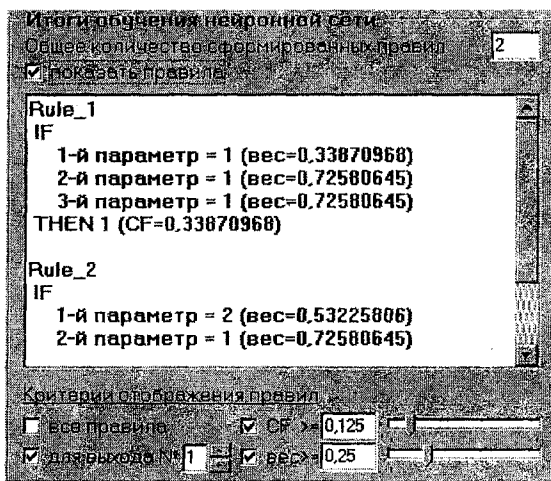 Итоги обучения нейронной сети
Общее количество сформированных правил 2
показать правила
Rule_1
IF
1-й параметр = 1 (вес=0,33870968)
2-й параметр = 1 (вес=0,72580645)
3-й параметр = 1 (вес=0,72580645)
THEN 1 (CF=0,33870968)
Rule_2
IF
1-й параметр = 2 (вес=0,53225806)
2-й параметр = 1 (вес=0,72580645)
Критерии отображения правил
все правила CF >= 0,125
для выхода № 1 вес>= 0,25